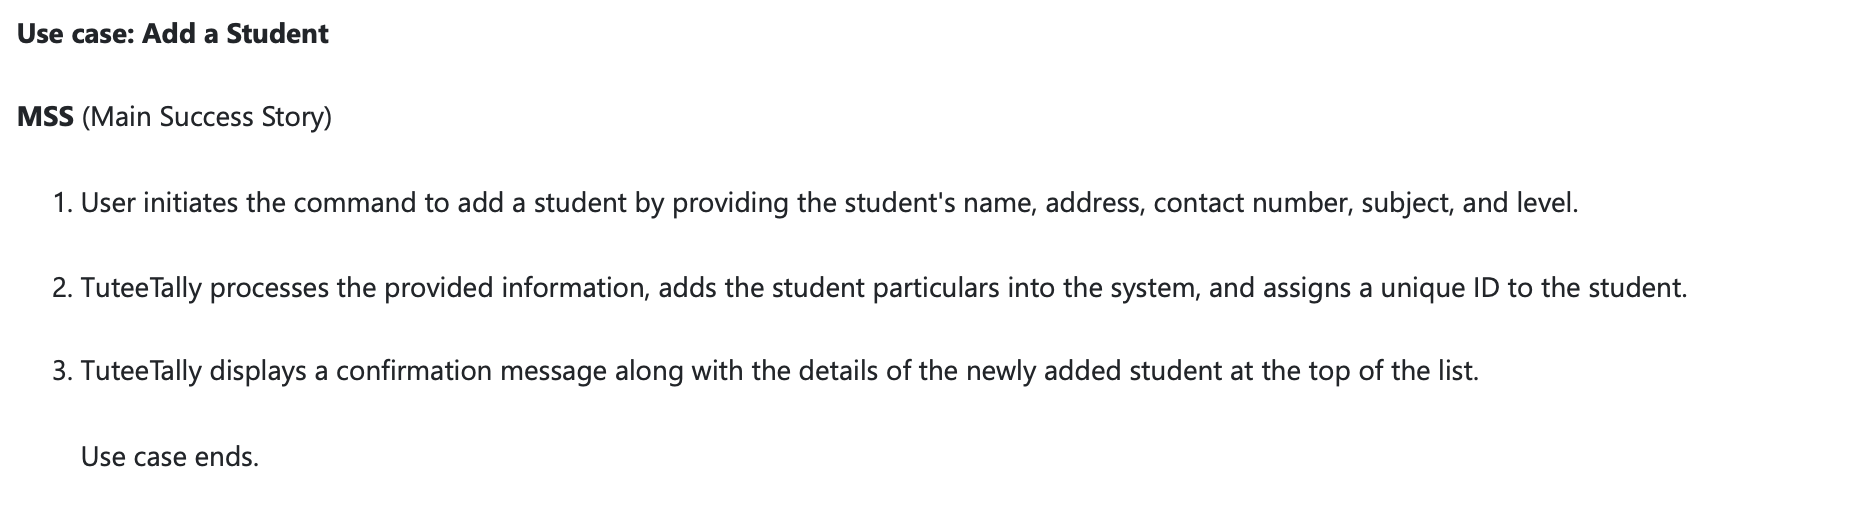 Use case: Add a Student
MSS (Main Success Story)
1. User initiates the command to add a student by providing the student's name, address, contact number, subject, and level.
2. TuteeTally processes the provided information, adds the student particulars into the system, and assigns a unique ID to the student.
3. TuteeTally displays a confirmation message along with the details of the newly added student at the top of the list.
Use case ends.